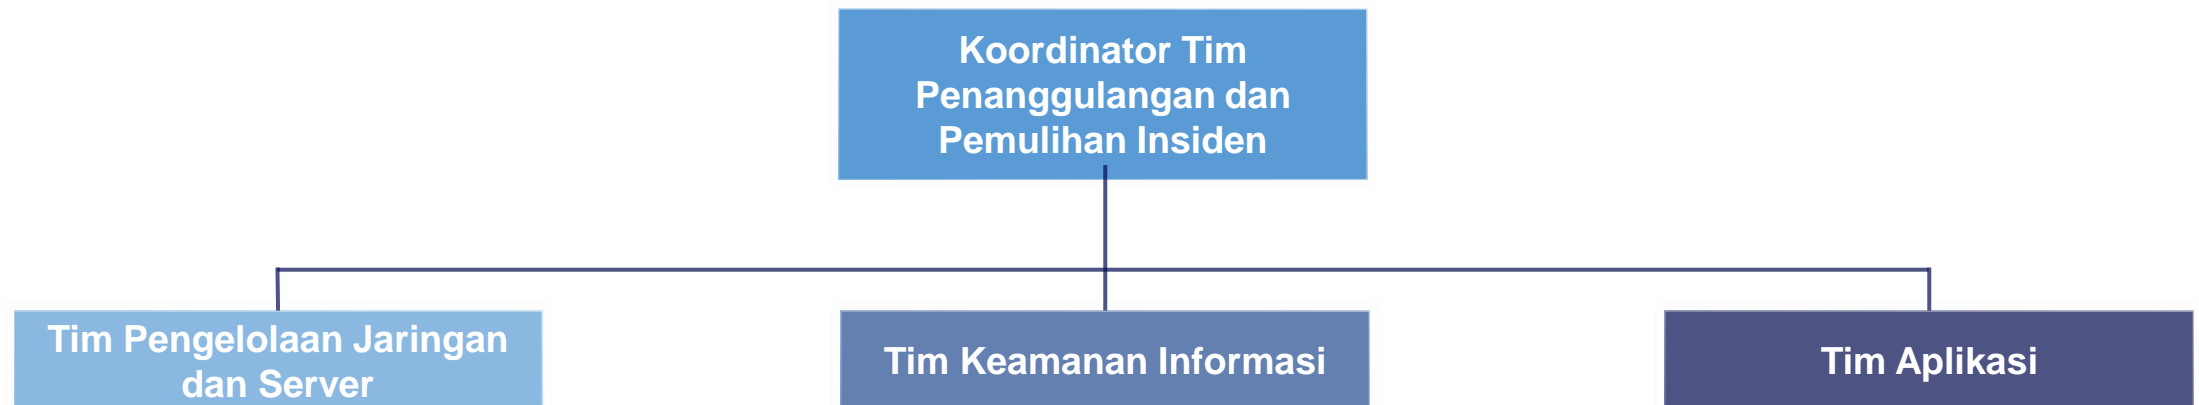 Koordinator Tim
Penanggulangan dan
Pemulihan Insiden
Tim Pengelolaan Jaringan
dan Server
Tim Keamanan Informasi
Tim Aplikasi